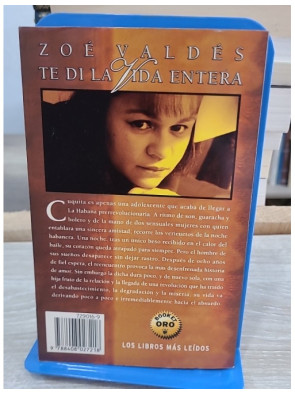 ZOÉ VALDÉS
TE DI LA VIDA ENTERA
Cuquita es apenas una adolescente que acaba de llegar a
La Habana prerrevolucionaria. A ritmo de son, guaracha y
bolero y de la mano de dos sensuales mujeres con quien
entablará una sincera amistad, recorre los vericuetos de la noche
habanera. Una noche, tras un único beso recibido en el calor del
baile, su corazón queda atrapado para siempre. Pero el hombre de
sus sueños desaparece sin dejar rastro. Después de ocho años
de fiel espera, el reencuentro provoca la más desenfrenada historia
de amor. Sin embargo la dicha dura poco, y de nuevo sola, con una
hija fruto de la relación y la llegada de una revolución que ha traído
el desabastecimiento, la degradación y la miseria, su vida va
derivando poco a poco e irremediablemente hacia el absurdo.
BOOKET
ORO
LOS LIBROS MÁS LEÍDOS